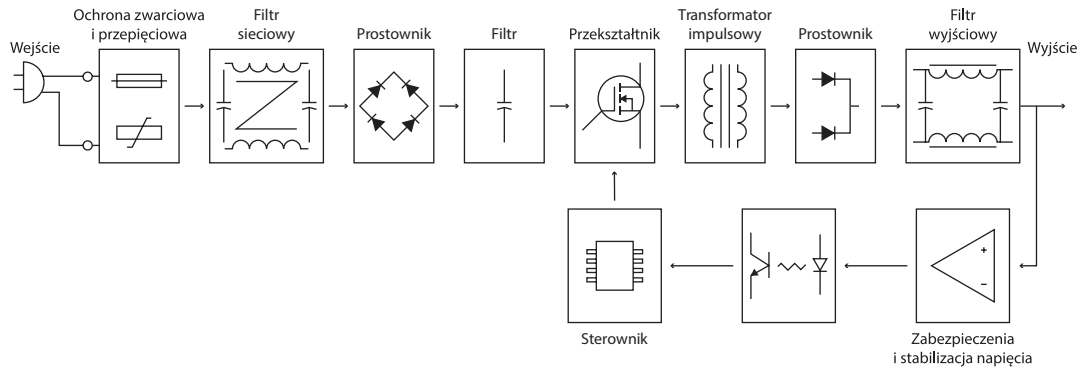 Wejście
Ochrona zwarciowa
i przepięciowa
Filtr
sieciowy
Prostownik
Filtr
Przekształtnik
Transformator
impulsowy
Prostownik
Filtr
wyjściowy
Wyjście
+
−
Sterownik
Zabezpieczenia
i stabilizacja napięcia